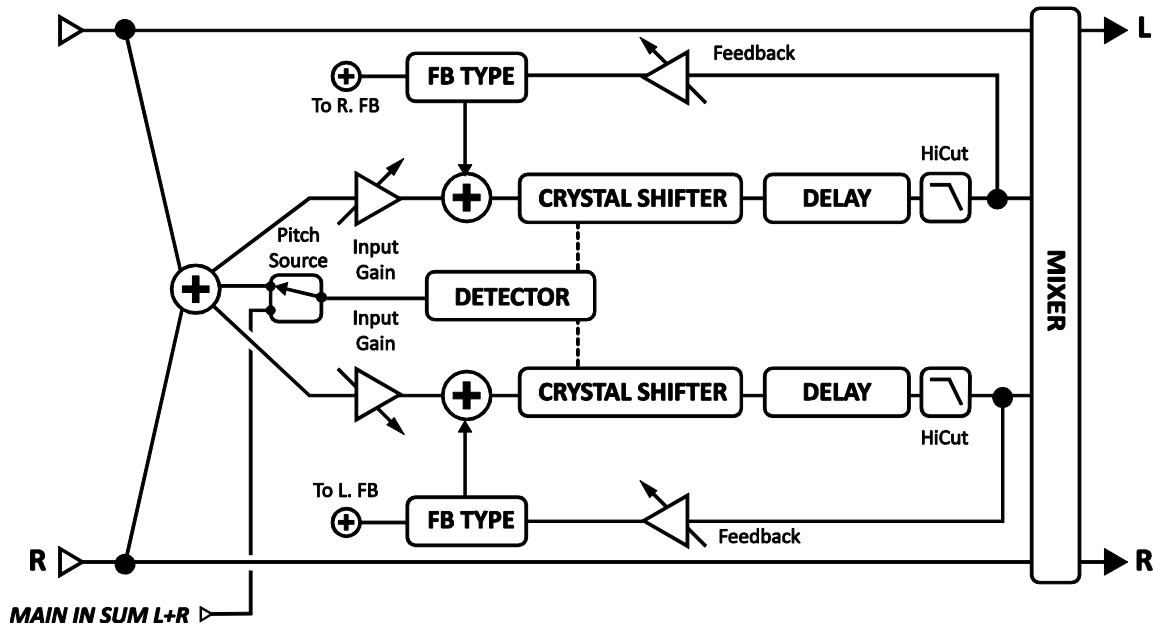 L
Feedback
FB TYPE
To R. FB
HiCut
CRYSTAL SHIFTER
DELAY
Pitch
Source
Input
Gain
DETECTOR
MIXER
Input
Gain
CRYSTAL SHIFTER
DELAY
HiCut
To L. FB
FB TYPE
Feedback
R
R
MAIN IN SUM L+R